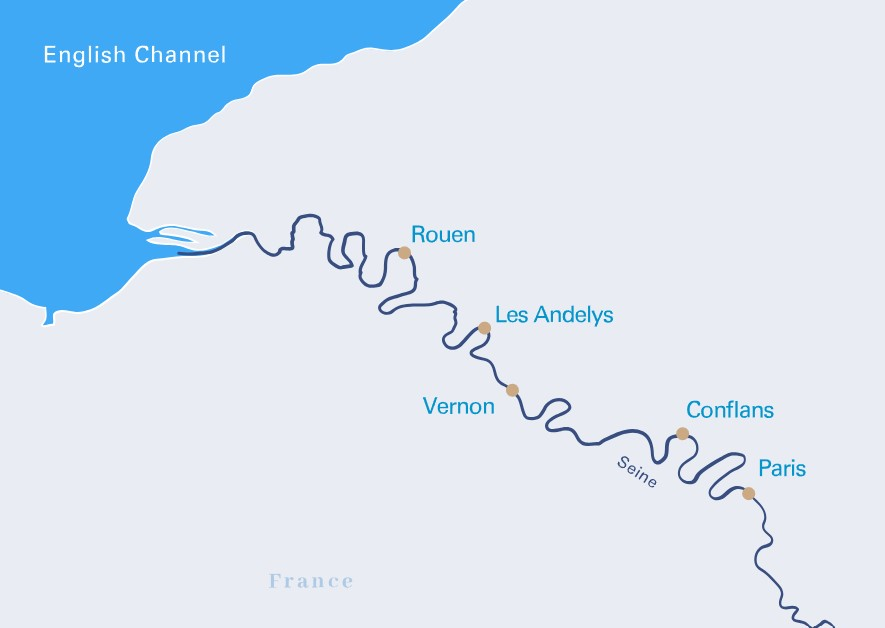 English Channel
Rouen
Les Andelys
Vernon
Conflans
Paris
Seine
France